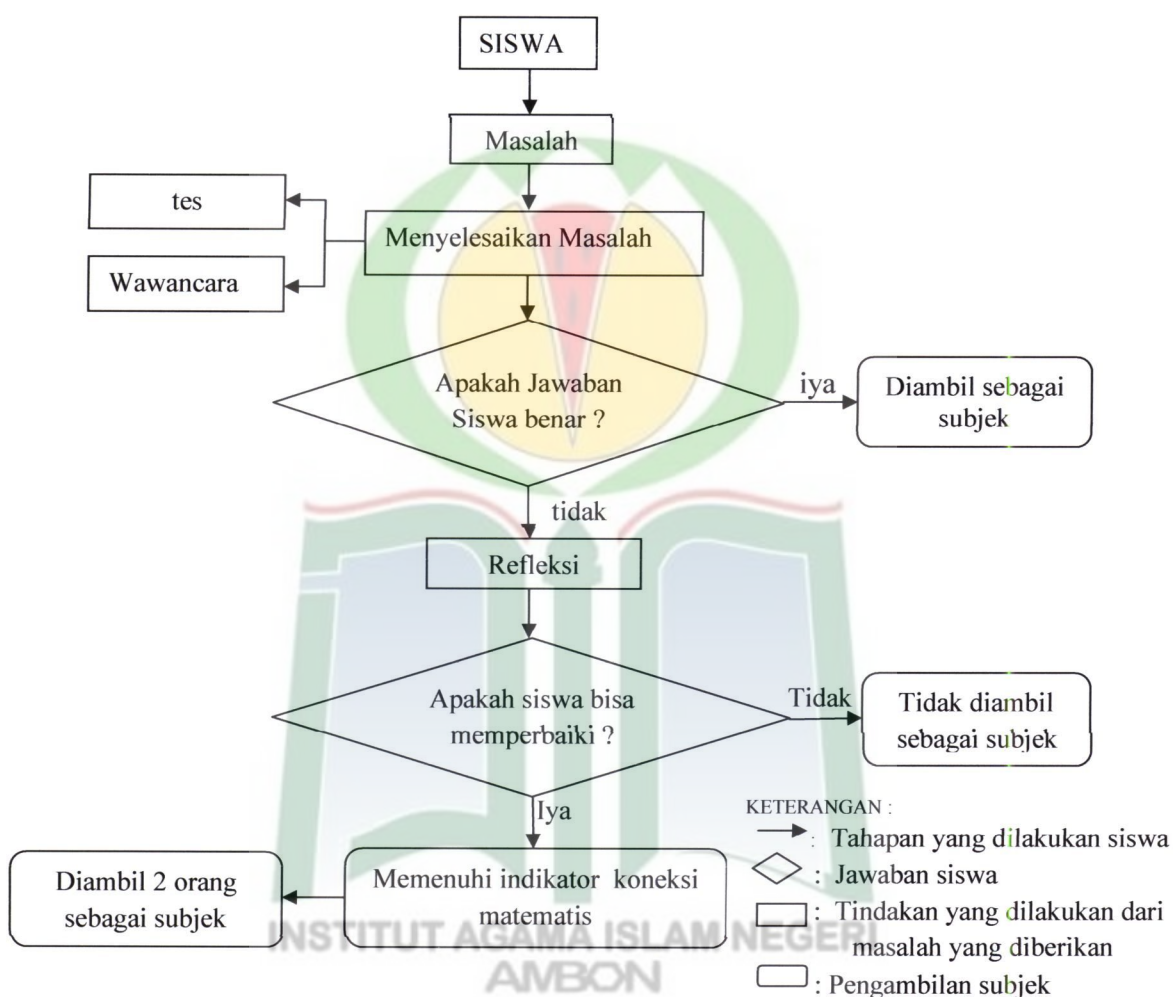 SISWA
Masalah
tes
Menyelesaikan Masalah
Wawancara
Apakah Jawaban
Siswa benar ?
iya
Diambil sebagai
subjek
tidak
Refleksi
Apakah siswa bisa
memperbaiki ?
Tidak
Tidak diambil
sebagai subjek
Iya
Memenuhi indikator koneksi
matematis
Diambil 2 orang
sebagai subjek
KETERANGAN :
: Tahapan yang dilakukan siswa
: Jawaban siswa
: Tindakan yang dilakukan dari
masalah yang diberikan
: Pengambilan subjek
INSTITUT AGAMA ISLAM NEGERI
AMBON